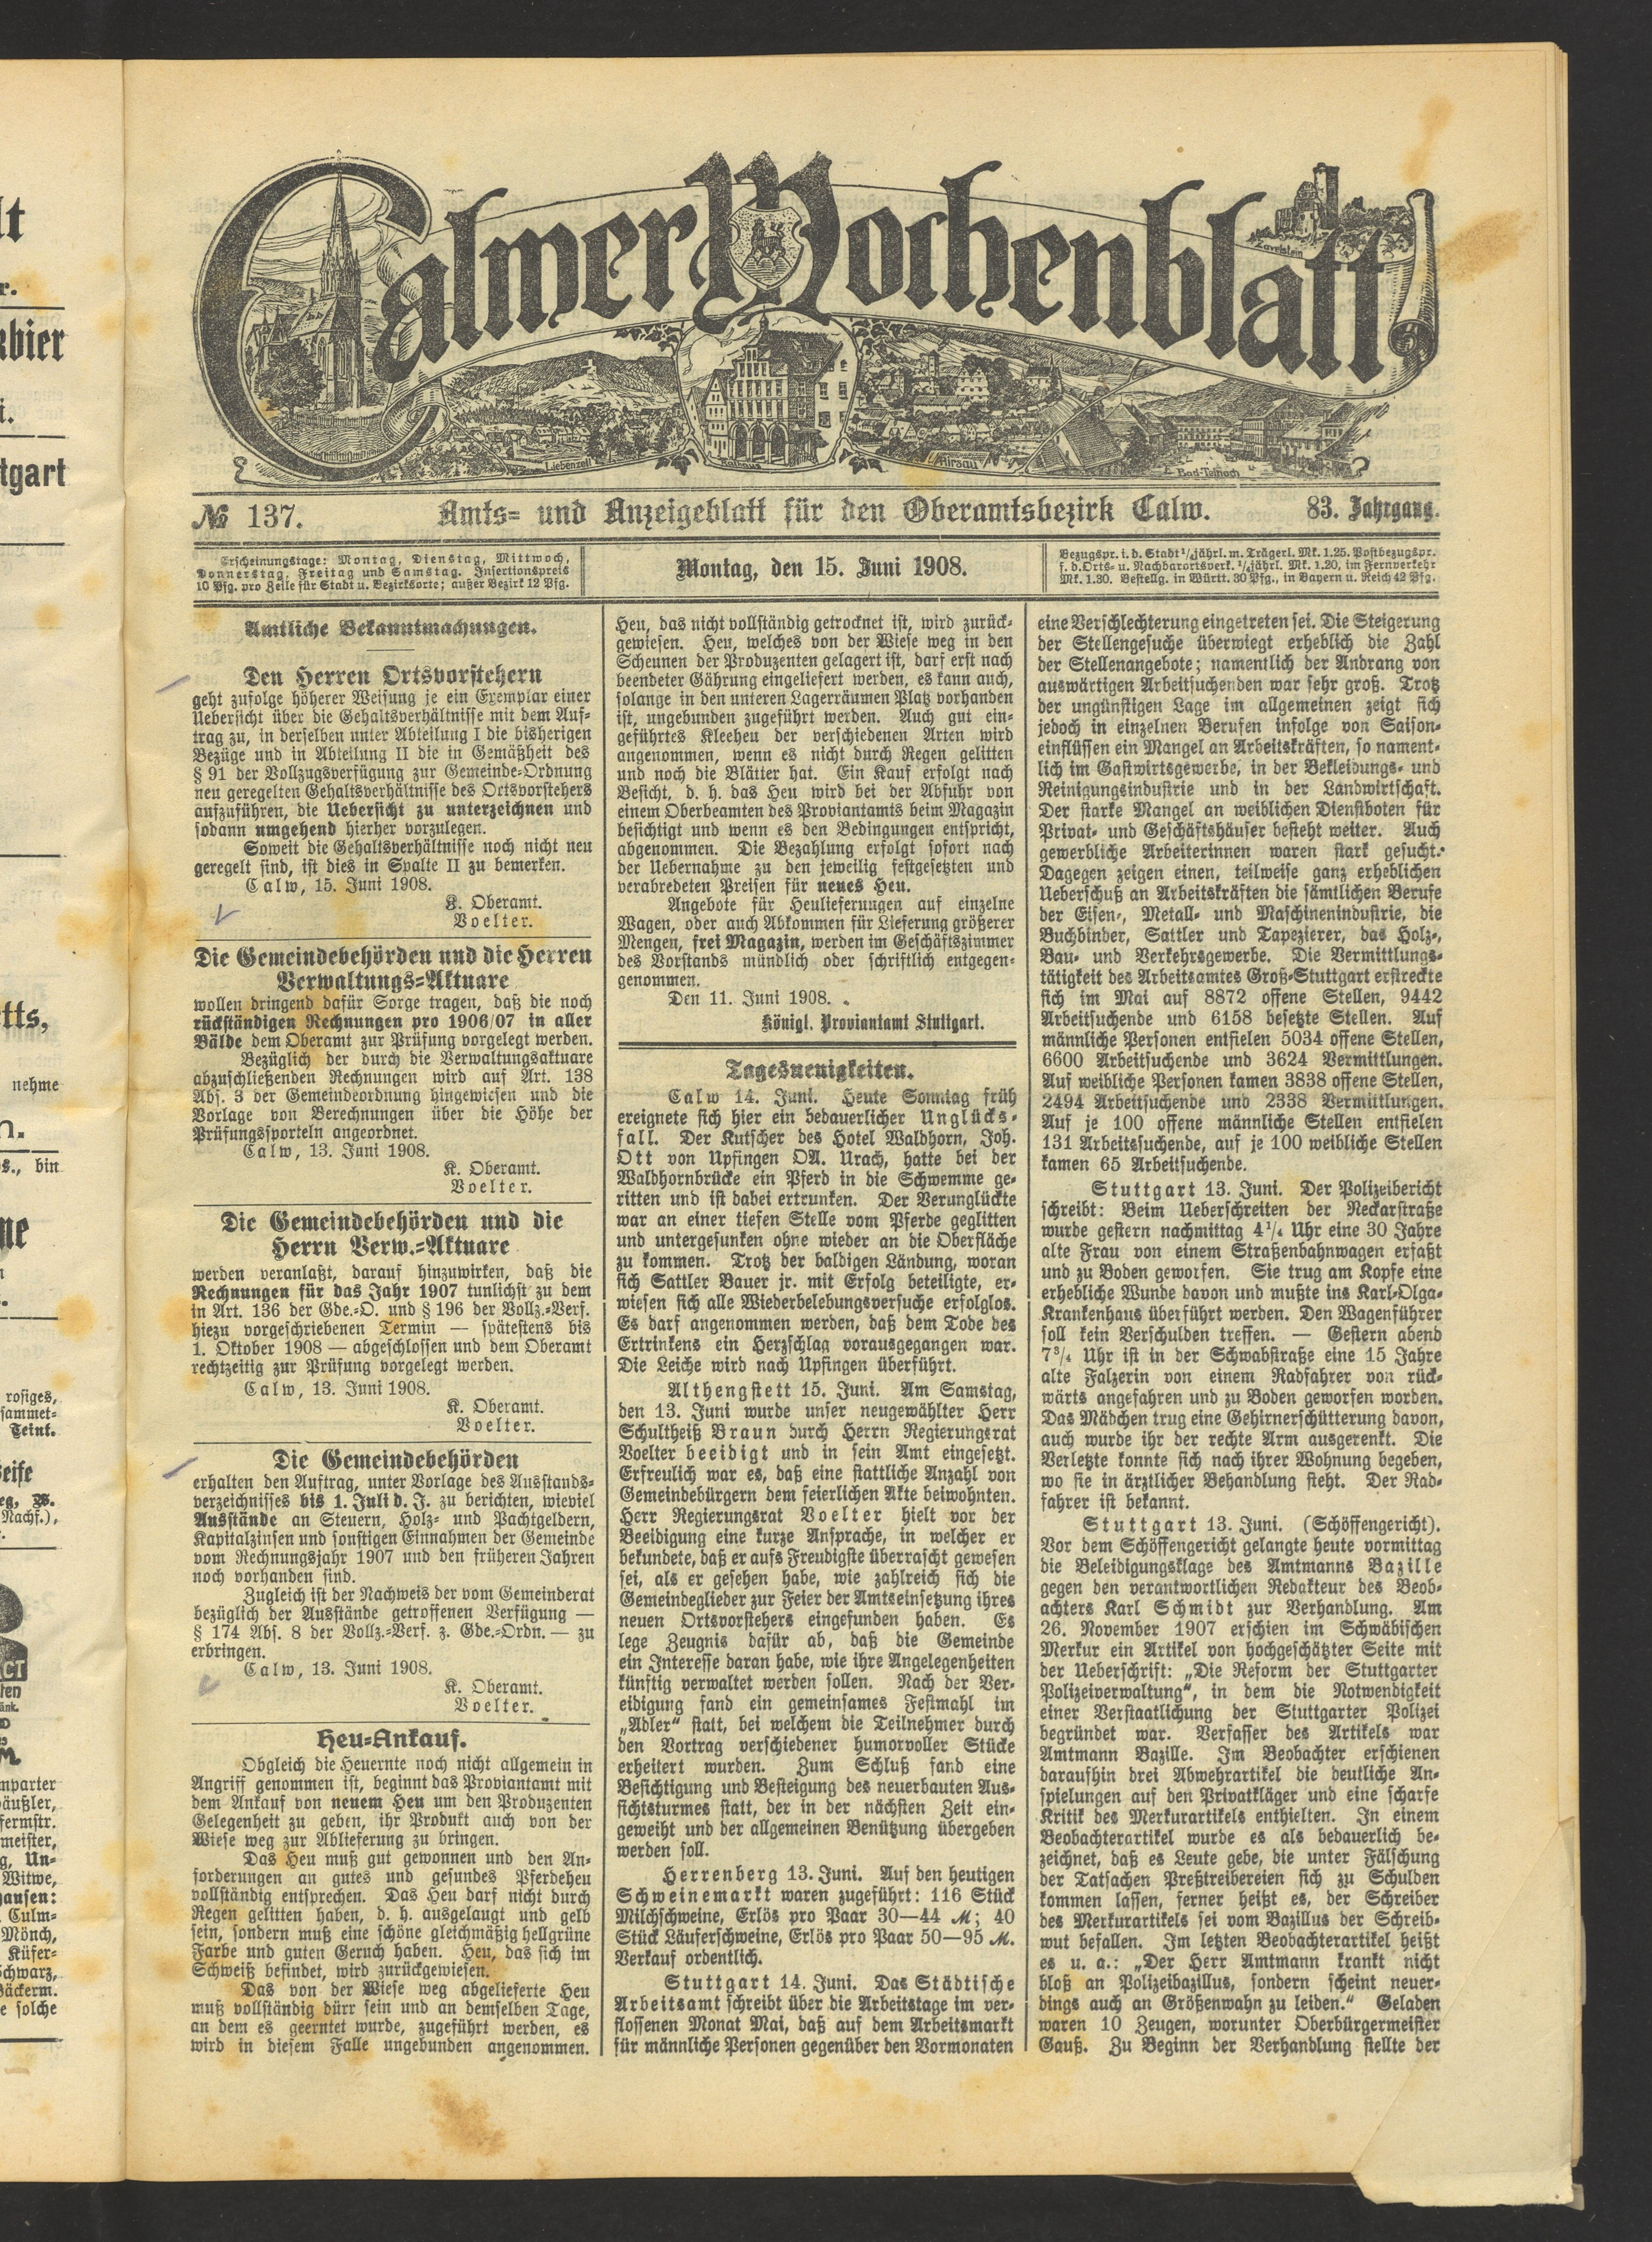 Calwer Wochenblatt
Zavelstein
Liebenzell
Rathaus
Hirsau
Bad-Teinach
№ 137.
Amts- und Anzeigeblatt für den Oberamtsbezirk Calw.
83. Jahrgang.
Erscheinungstage: Montag, Dienstag, Mittwoch,
Donnerstag, Freitag und Samstag. Insertionspreis
10 Pfg. pro Zeile für Stadt u. Bezirksorte; außer Bezirk 12 Pfg.
Montag, den 15. Juni 1908.
Bezugspr. i. d. Stadt ¼jährl. m. Trägerl. Mk. 1.25. Postbezugspr.
f. d. Orts- u. Nachbarortsverk. ¼jährl. Mk. 1.20, im Fernverkehr
Mk. 1.30. Bestellg. in Württ. 30 Pfg., in Bayern u. Reich 42 Pfg.
Amtliche Bekanntmachungen.
Den Herren Ortsvorstehern
geht zufolge höherer Weisung je ein Exemplar einer
Uebersicht über die Gehaltsverhältnisse mit dem Auf-
trag zu, in derselben unter Abteilung I die bisherigen
Bezüge und in Abteilung II die in Gemäßheit des
§ 91 der Vollzugsverfügung zur Gemeinde-Ordnung
neu geregelten Gehaltsverhältnisse des Ortsvorstehers
aufzuführen, die Uebersicht zu unterzeichnen und
sodann umgehend hierher vorzulegen.
Soweit die Gehaltsverhältnisse noch nicht neu
geregelt sind, ist dies in Spalte II zu bemerken.
Calw, 15. Juni 1908.
K. Oberamt.
Voelter.
Die Gemeindebehörden und die Herren
Verwaltungs-Aktuare
wollen dringend dafür Sorge tragen, daß die noch
rückständigen Rechnungen pro 1906/07 in aller
Bälde dem Oberamt zur Prüfung vorgelegt werden.
Bezüglich der durch die Verwaltungsaktuare
abzuschließenden Rechnungen wird auf Art. 138
Abs. 3 der Gemeindeordnung hingewiesen und die
Vorlage von Berechnungen über die Höhe der
Prüfungssporteln angeordnet.
Calw, 13. Juni 1908.
K. Oberamt.
Voelter.
Die Gemeindebehörden und die
Herrn Verw.-Aktuare
werden veranlaßt, darauf hinzuwirken, daß die
Rechnungen für das Jahr 1907 tunlichst zu dem
in Art. 136 der Gde.-O. und § 196 der Vollz.-Verf.
hiezu vorgeschriebenen Termin — spätestens bis
1. Oktober 1908 — abgeschlossen und dem Oberamt
rechtzeitig zur Prüfung vorgelegt werden.
Calw, 13. Juni 1908.
K. Oberamt.
Voelter.
Die Gemeindebehörden
erhalten den Auftrag, unter Vorlage des Ausstands-
verzeichnisses bis 1. Juli d. J. zu berichten, wieviel
Ausstände an Steuern, Holz- und Pachtgeldern,
Kapitalzinsen und sonstigen Einnahmen der Gemeinde
vom Rechnungsjahr 1907 und den früheren Jahren
noch vorhanden sind.
Zugleich ist der Nachweis der vom Gemeinderat
bezüglich der Ausstände getroffenen Verfügung —
§ 174 Abs. 8 der Vollz.-Verf. z. Gde.-Ordn. — zu
erbringen.
Calw, 13. Juni 1908.
K. Oberamt.
Voelter.
Heu-Ankauf.
Obgleich die Heuernte noch nicht allgemein in
Angriff genommen ist, beginnt das Proviantamt mit
dem Ankauf von neuem Heu um den Produzenten
Gelegenheit zu geben, ihr Produkt auch von der
Wiese weg zur Ablieferung zu bringen.
Das Heu muß gut gewonnen und den An-
forderungen an gutes und gesundes Pferdeheu
vollständig entsprechen. Das Heu darf nicht durch
Regen gelitten haben, d. h. ausgelaugt und gelb
sein, sondern muß eine schöne gleichmäßig hellgrüne
Farbe und guten Geruch haben. Heu, das sich im
Schweiß befindet, wird zurückgewiesen.
Das von der Wiese weg abgelieferte Heu
muß vollständig dürr sein und an demselben Tage,
an dem es geerntet wurde, zugeführt werden, es
wird in diesem Falle ungebunden angenommen.
Heu, das nicht vollständig getrocknet ist, wird zurück-
gewiesen. Heu, welches von der Wiese weg in den
Scheunen der Produzenten gelagert ist, darf erst nach
beendeter Gährung eingeliefert werden, es kann auch,
solange in den unteren Lagerräumen Platz vorhanden
ist, ungebunden zugeführt werden. Auch gut ein-
geführtes Kleeheu der verschiedenen Arten wird
angenommen, wenn es nicht durch Regen gelitten
und noch die Blätter hat. Ein Kauf erfolgt nach
Besicht, d. h. das Heu wird bei der Abfuhr von
einem Oberbeamten des Proviantamts beim Magazin
besichtigt und wenn es den Bedingungen entspricht,
abgenommen. Die Bezahlung erfolgt sofort nach
der Uebernahme zu den jeweilig festgesetzten und
verabredeten Preisen für neues Heu.
Angebote für Heulieferungen auf einzelne
Wagen, oder auch Abkommen für Lieferung größerer
Mengen, frei Magazin, werden im Geschäftszimmer
des Vorstands mündlich oder schriftlich entgegen-
genommen.
Den 11. Juni 1908.
Königl. Proviantamt Stuttgart.
Tagesneuigkeiten.
Calw 14. Juni. Heute Sonntag früh
ereignete sich hier ein bedauerlicher Unglücks-
fall. Der Kutscher des Hotel Waldhorn, Joh.
Ott von Upfingen OA. Urach, hatte bei der
Waldhornbrücke ein Pferd in die Schwemme ge-
ritten und ist dabei ertrunken. Der Verunglückte
war an einer tiefen Stelle vom Pferde geglitten
und untergesunken ohne wieder an die Oberfläche
zu kommen. Trotz der baldigen Ländung, woran
sich Sattler Bauer jr. mit Erfolg beteiligte, er-
wiesen sich alle Wiederbelebungsversuche erfolglos.
Es darf angenommen werden, daß dem Tode des
Ertrinkens ein Herzschlag vorausgegangen war.
Die Leiche wird nach Upfingen überführt.
Althengstett 15. Juni. Am Samstag,
den 13. Juni wurde unser neugewählter Herr
Schultheiß Braun durch Herrn Regierungsrat
Voelter beeidigt und in sein Amt eingesetzt.
Erfreulich war es, daß eine stattliche Anzahl von
Gemeindebürgern dem feierlichen Akte beiwohnten.
Herr Regierungsrat Voelter hielt vor der
Beeidigung eine kurze Ansprache, in welcher er
bekundete, daß er aufs Freudigste überrascht gewesen
sei, als er gesehen habe, wie zahlreich sich die
Gemeindeglieder zur Feier der Amtseinsetzung ihres
neuen Ortsvorstehers eingefunden haben. Es
lege Zeugnis dafür ab, daß die Gemeinde
ein Interesse daran habe, wie ihre Angelegenheiten
künftig verwaltet werden sollen. Nach der Ver-
eidigung fand ein gemeinsames Festmahl im
„Adler“ statt, bei welchem die Teilnehmer durch
den Vortrag verschiedener humorvoller Stücke
erheitert wurden. Zum Schluß fand eine
Besichtigung und Besteigung des neuerbauten Aus-
sichtsturmes statt, der in der nächsten Zeit ein-
geweiht und der allgemeinen Benützung übergeben
werden soll.
Herrenberg 13. Juni. Auf den heutigen
Schweinemarkt waren zugeführt: 116 Stück
Milchschweine, Erlös pro Paar 30—44 ℳ; 40
Stück Läuferschweine, Erlös pro Paar 50—95 ℳ.
Verkauf ordentlich.
Stuttgart 14. Juni. Das Städtische
Arbeitsamt schreibt über die Arbeitstage im ver-
flossenen Monat Mai, daß auf dem Arbeitsmarkt
für männliche Personen gegenüber den Vormonaten
eine Verschlechterung eingetreten sei. Die Steigerung
der Stellengesuche überwiegt erheblich die Zahl
der Stellenangebote; namentlich der Andrang von
auswärtigen Arbeitsuchenden war sehr groß. Trotz
der ungünstigen Lage im allgemeinen zeigt sich
jedoch in einzelnen Berufen infolge von Saison-
einflüssen ein Mangel an Arbeitskräften, so nament-
lich im Gastwirtsgewerbe, in der Bekleidungs- und
Reinigungsindustrie und in der Landwirtschaft.
Der starke Mangel an weiblichen Dienstboten für
Privat- und Geschäftshäuser besteht weiter. Auch
gewerbliche Arbeiterinnen waren stark gesucht.
Dagegen zeigen einen, teilweise ganz erheblichen
Ueberschuß an Arbeitskräften die sämtlichen Berufe
der Eisen-, Metall- und Maschinenindustrie, die
Buchbinder, Sattler und Tapezierer, das Holz-,
Bau- und Verkehrsgewerbe. Die Vermittlungs-
tätigkeit des Arbeitsamtes Groß-Stuttgart erstreckte
sich im Mai auf 8872 offene Stellen, 9442
Arbeitsuchende und 6158 besetzte Stellen. Auf
männliche Personen entfielen 5034 offene Stellen,
6600 Arbeitsuchende und 3624 Vermittlungen.
Auf weibliche Personen kamen 3838 offene Stellen,
2494 Arbeitsuchende und 2338 Vermittlungen.
Auf je 100 offene männliche Stellen entfielen
131 Arbeitssuchende, auf je 100 weibliche Stellen
kamen 65 Arbeitsuchende.
Stuttgart 13. Juni. Der Polizeibericht
schreibt: Beim Ueberschreiten der Neckarstraße
wurde gestern nachmittag 4¼ Uhr eine 30 Jahre
alte Frau von einem Straßenbahnwagen erfaßt
und zu Boden geworfen. Sie trug am Kopfe eine
erhebliche Wunde davon und mußte ins Karl-Olga-
Krankenhaus überführt werden. Den Wagenführer
soll kein Verschulden treffen. — Gestern abend
7¾ Uhr ist in der Schwabstraße eine 15 Jahre
alte Falzerin von einem Radfahrer von rück-
wärts angefahren und zu Boden geworfen worden.
Das Mädchen trug eine Gehirnerschütterung davon,
auch wurde ihr der rechte Arm ausgerenkt. Die
Verletzte konnte sich nach ihrer Wohnung begeben,
wo sie in ärztlicher Behandlung steht. Der Rad-
fahrer ist bekannt.
Stuttgart 13. Juni. (Schöffengericht).
Vor dem Schöffengericht gelangte heute vormittag
die Beleidigungsklage des Amtmanns Bazille
gegen den verantwortlichen Redakteur des Beob-
achters Karl Schmidt zur Verhandlung. Am
26. November 1907 erschien im Schwäbischen
Merkur ein Artikel von hochgeschätzter Seite mit
der Ueberschrift: „Die Reform der Stuttgarter
Polizeiverwaltung“, in dem die Notwendigkeit
einer Verstaatlichung der Stuttgarter Polizei
begründet war. Verfasser des Artikels war
Amtmann Bazille. Im Beobachter erschienen
daraufhin drei Abwehrartikel die deutliche An-
spielungen auf den Privatkläger und eine scharfe
Kritik des Merkurartikels enthielten. In einem
Beobachterartikel wurde es als bedauerlich be-
zeichnet, daß es Leute gebe, die unter Fälschung
der Tatsachen Preßtreibereien sich zu Schulden
kommen lassen, ferner heißt es, der Schreiber
des Merkurartikels sei vom Bazillus der Schreib-
wut befallen. Im letzten Beobachterartikel heißt
es u. a.: „Der Herr Amtmann krankt nicht
bloß an Polizeibazillus, sondern scheint neuer-
dings auch an Größenwahn zu leiden.“ Geladen
waren 10 Zeugen, worunter Oberbürgermeister
Gauß. Zu Beginn der Verhandlung stellte der